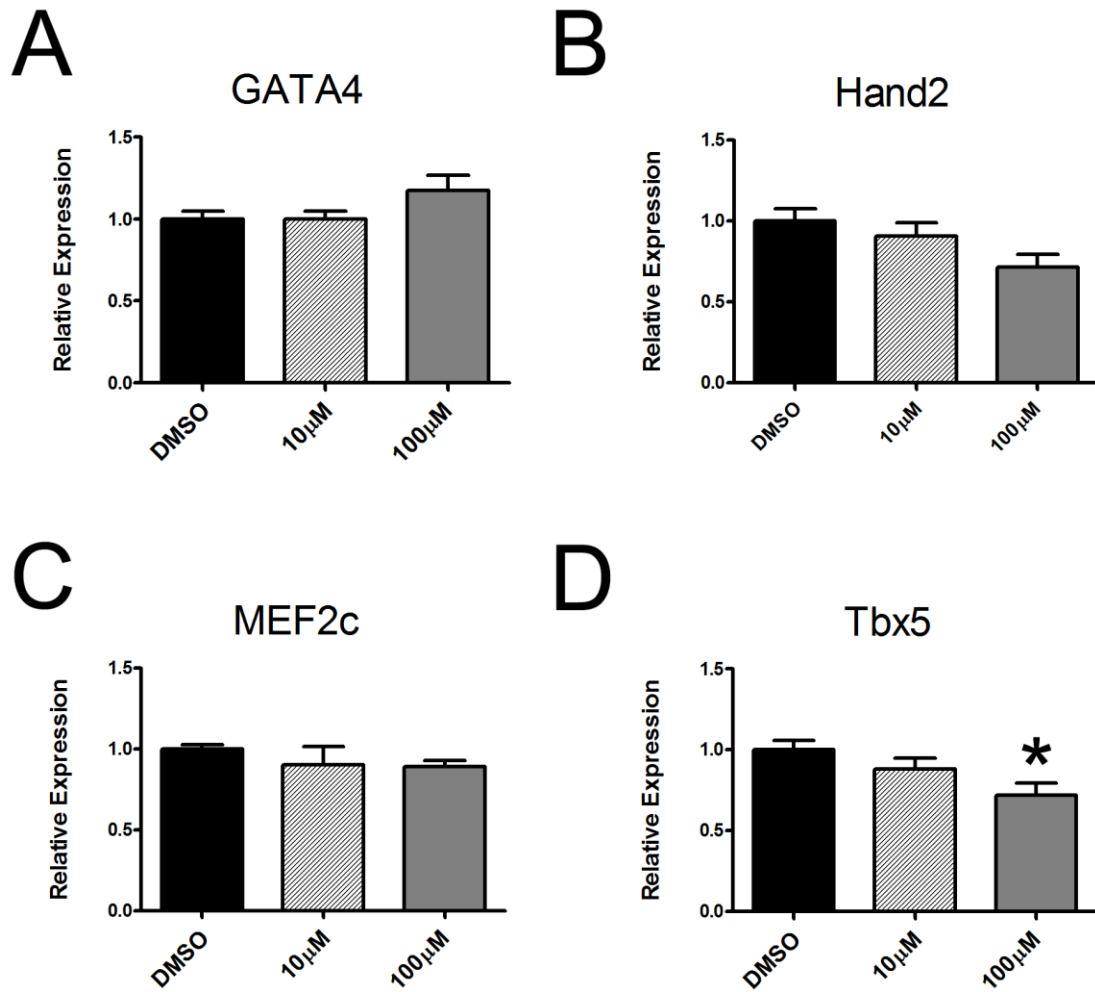 A
GATA4
Relative Expression
1.5
1.0
0.5
0.0
DMSO
10μM
100μM
B
Hand2
Relative Expression
1.5
1.0
0.5
0.0
DMSO
10μM
100μM
C
MEF2c
Relative Expression
1.5
1.0
0.5
0.0
DMSO
10μM
100μM
D
Tbx5
Relative Expression
1.5
1.0
0.5
0.0
*
DMSO
10μM
100μM